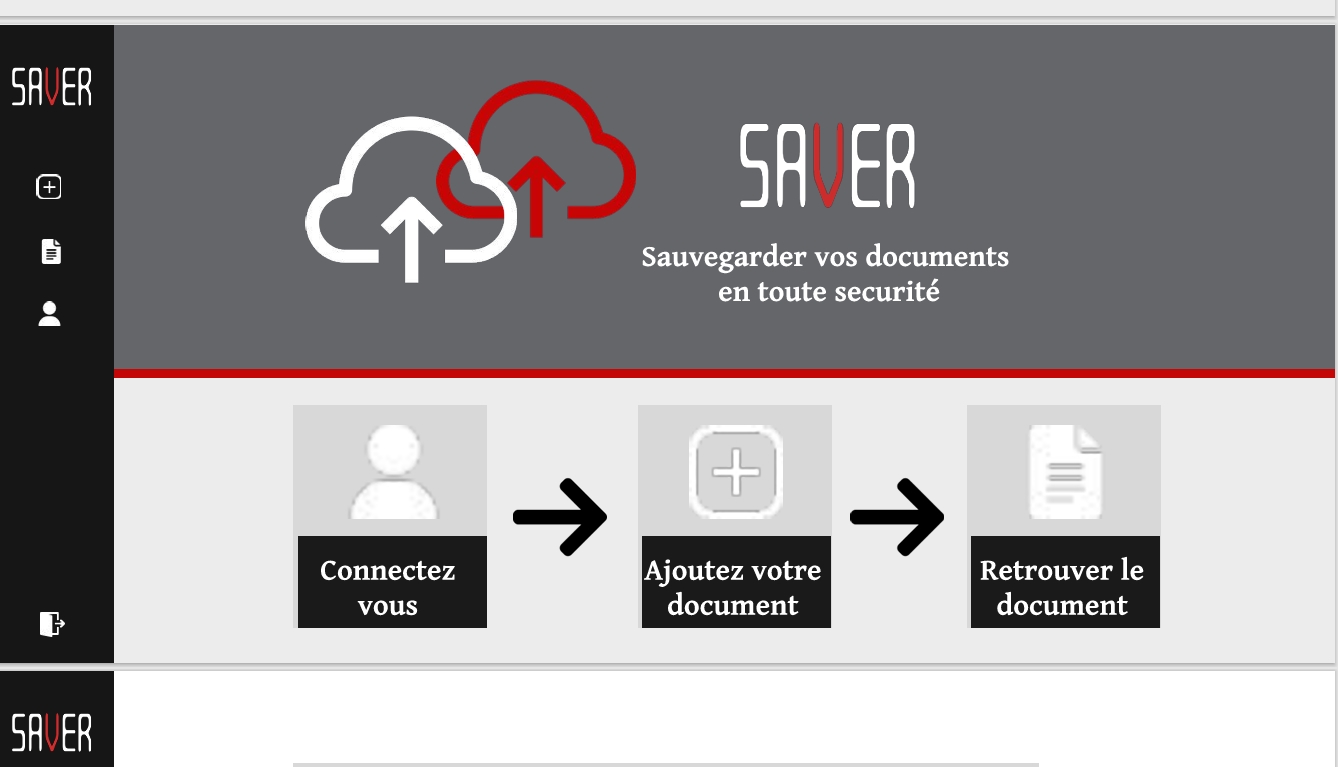 SAVER
SAVER
Sauvegarder vos documents
en toute securité
Connectez
vous
Ajoutez votre
document
Retrouver le
document
SAVER